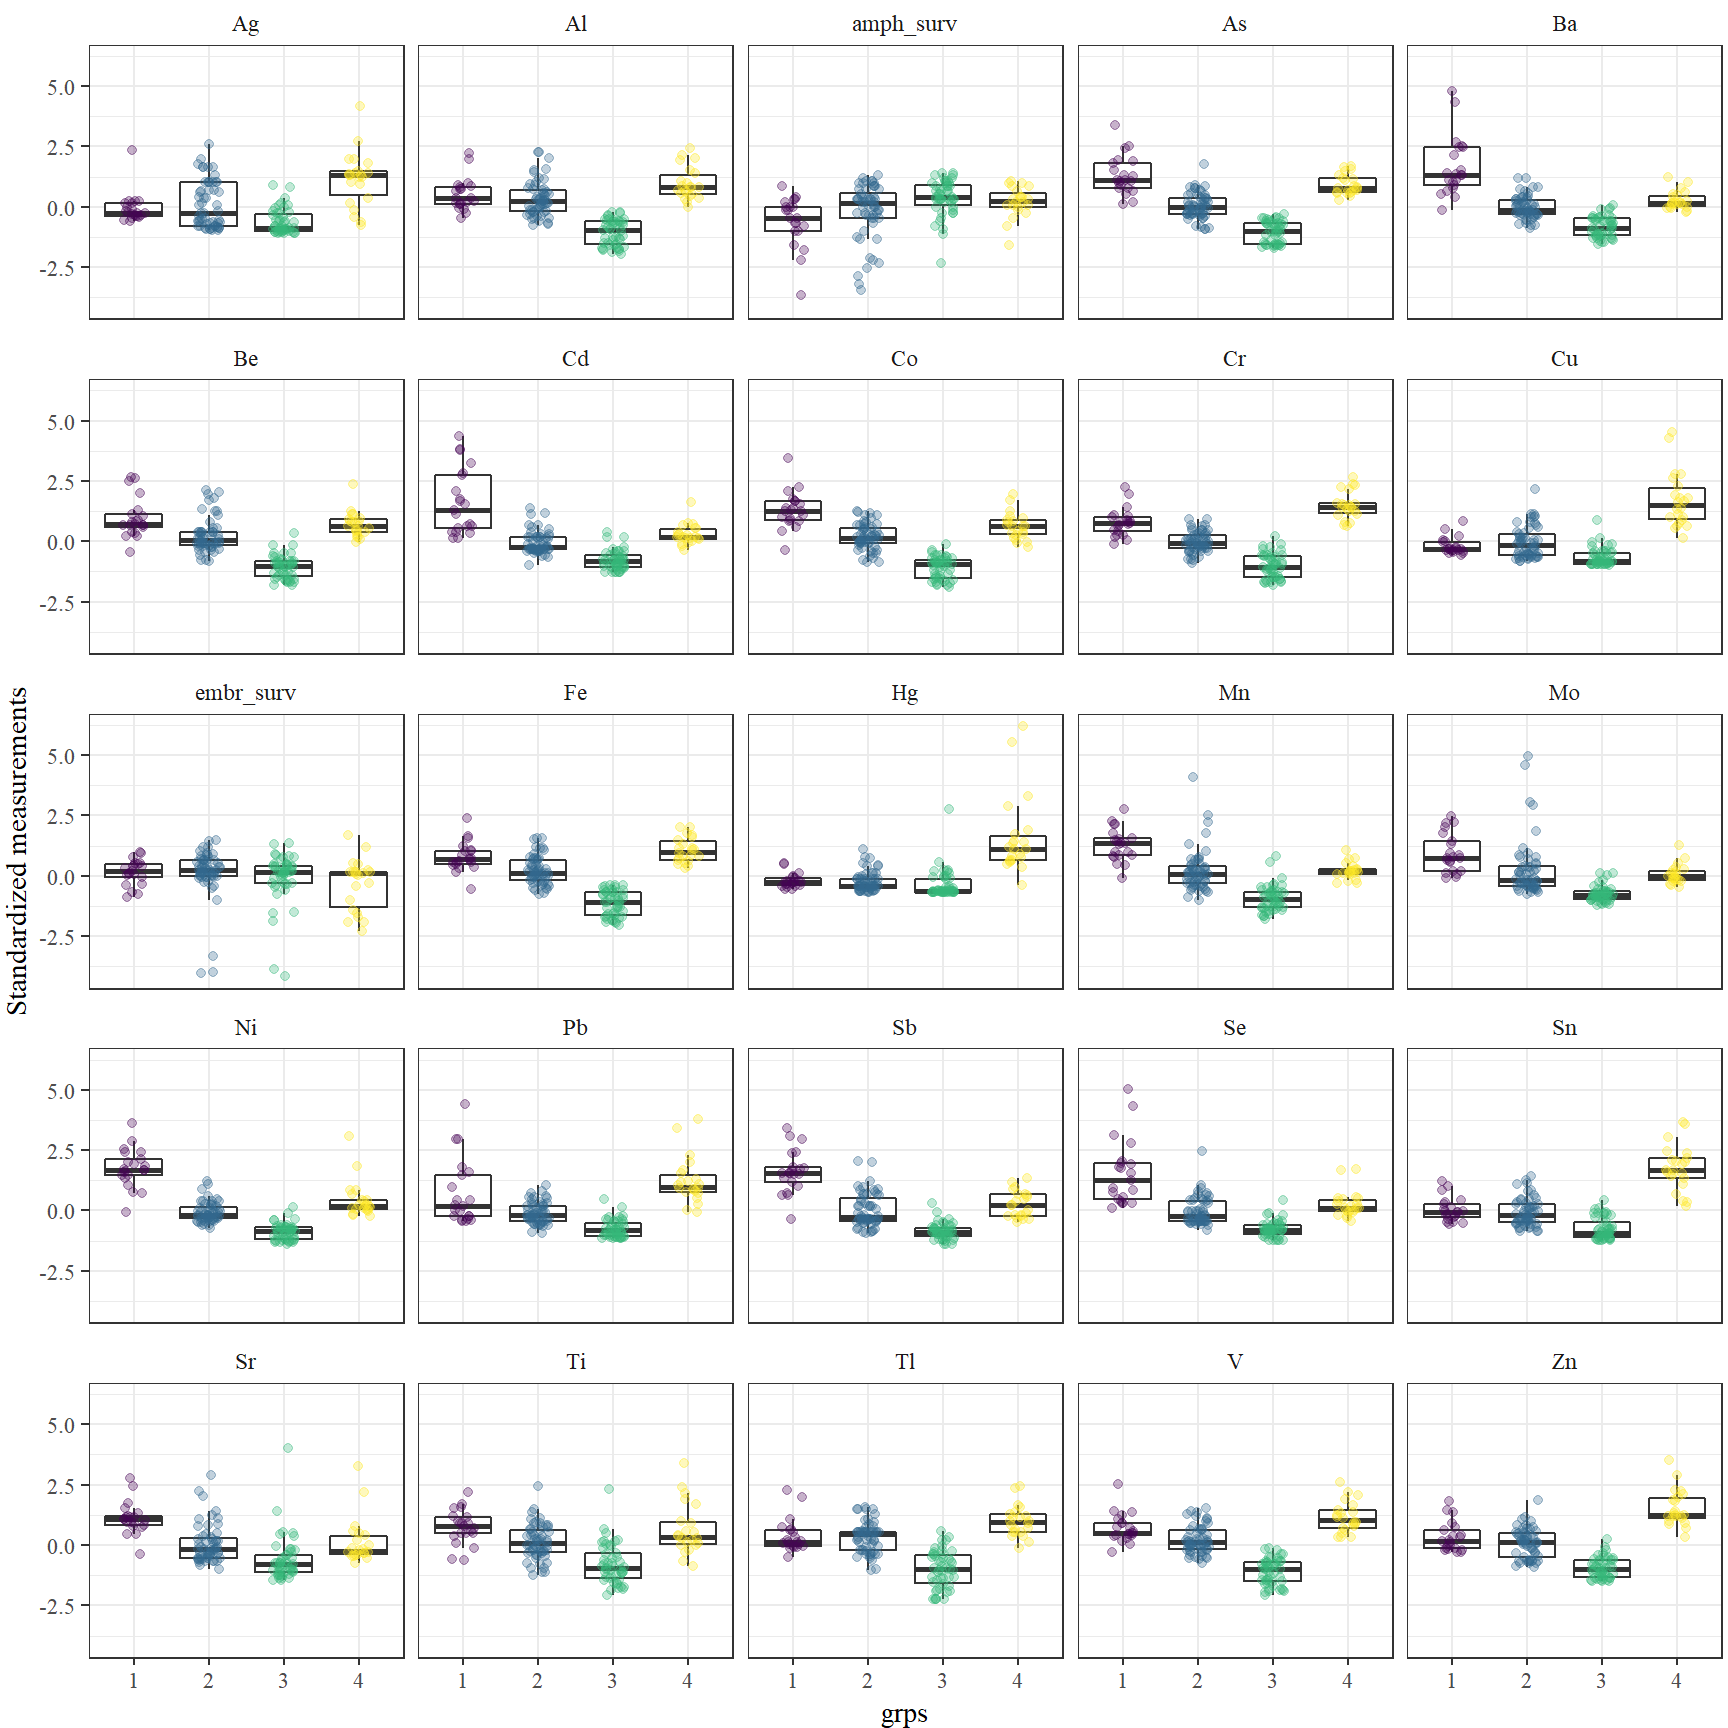 Ag Al amph_surv As Ba
5.0
2.5
0.0
-2.5
Be Cd Co Cr Cu
5.0
2.5
0.0
-2.5
embr_surv Fe Hg Mn Mo
5.0
2.5
0.0
-2.5
Standardized measurements
Ni Pb Sb Se Sn
5.0
2.5
0.0
-2.5
Sr Ti Tl V Zn
5.0
2.5
0.0
-2.5
1 2 3 4 1 2 3 4 1 2 3 4 1 2 3 4 1 2 3 4
grps